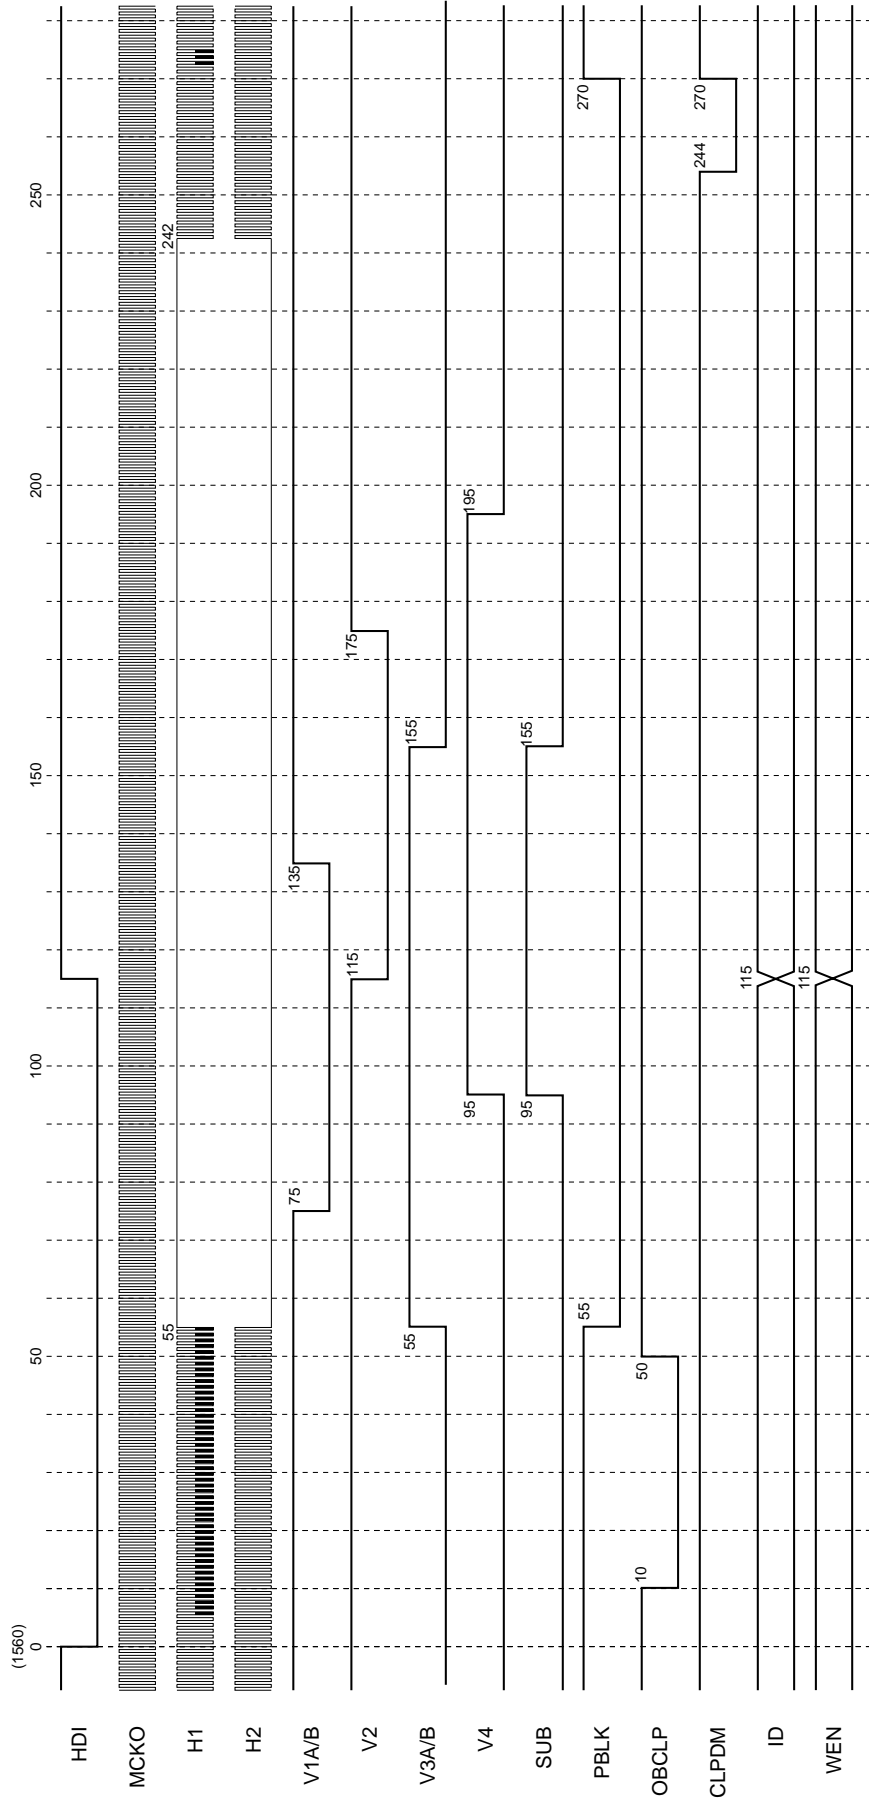 (1560)
0
50
100
150
200
250
HDI
MCKO
H1
55
242
H2
V1A/B
75
135
V2
115
175
V3A/B
55
155
V4
95
195
SUB
95
155
PBLK
55
270
OBCLP
10
50
CLPDM
244
270
ID
115
WEN
115